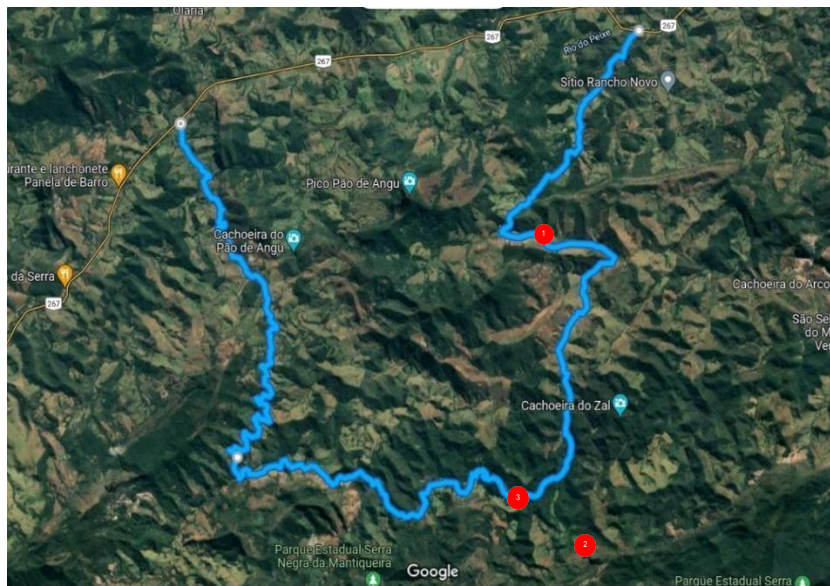 Olaria
267
267
267
Rio do Peixe
Sítio Rancho Novo
urante e lanchonete
Panela de Barro
Pico Pão de Angu
Cachoeira do
Pão de Angu
1
da Serra
267
Cachoeira do Arco
São Se
do M
Ve
Cachoeira do Zal
3
2
Parque Estadual Serra
Negra da Mantiqueira
Google
Parque Estadual Serra